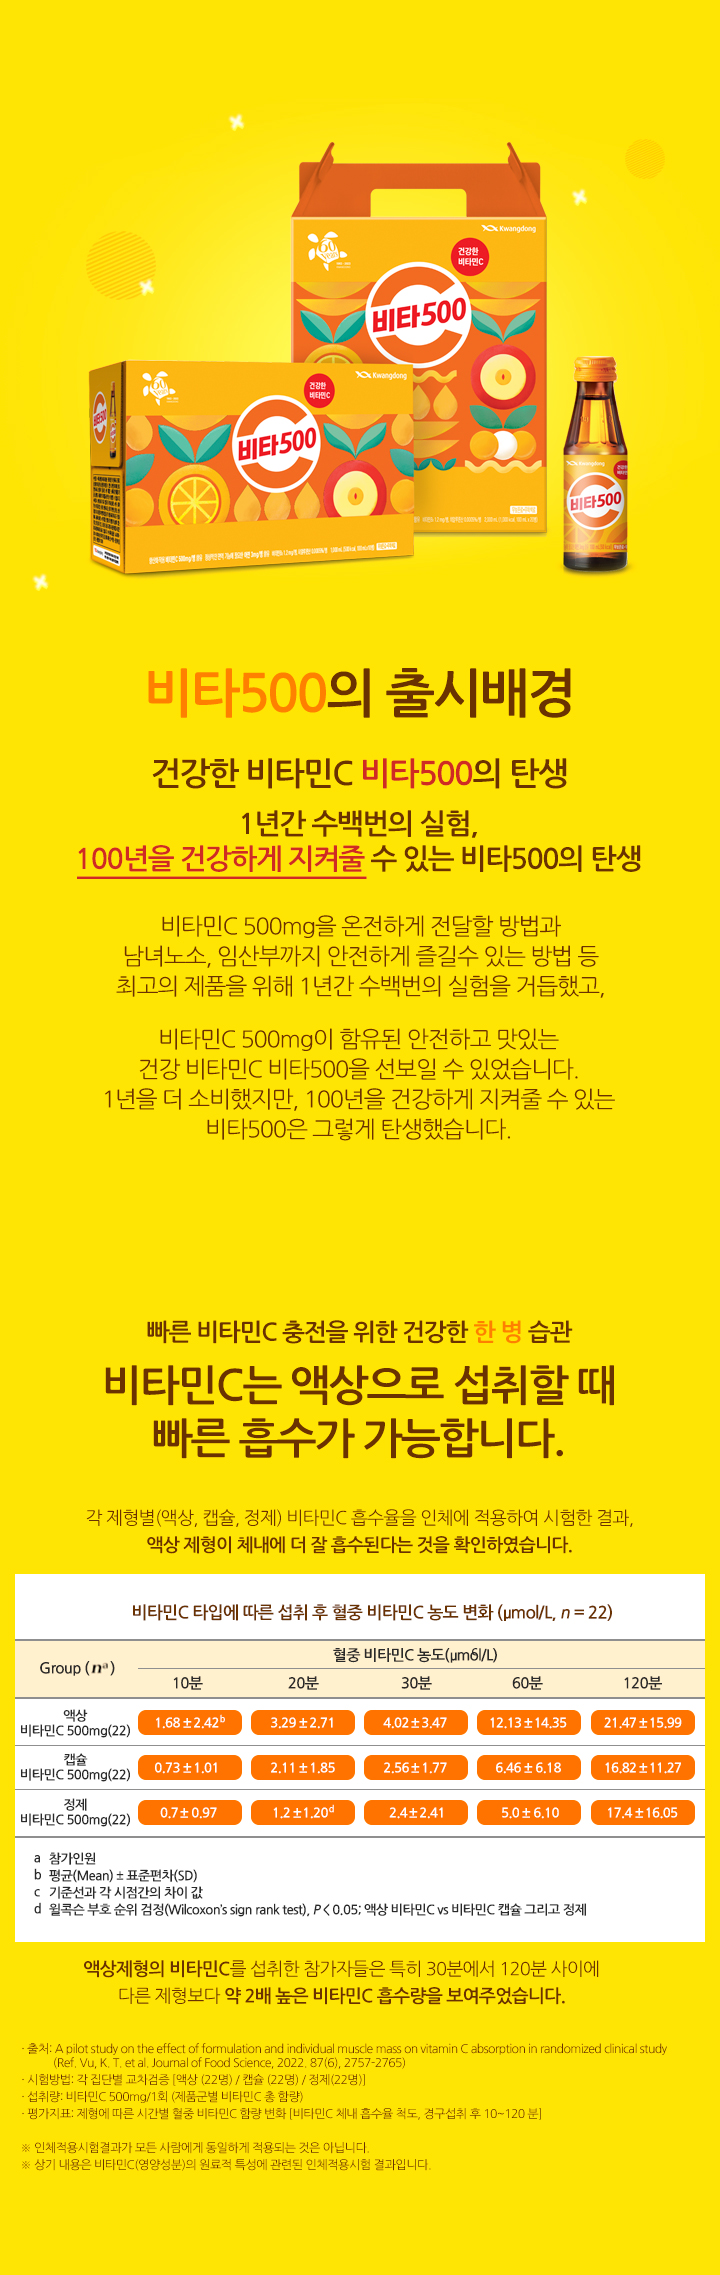 Kwangdong
60
Years
건강한
비타민C
비타500
Kwangdong
60
Years
건강한
비타민C
비타500
Kwangdong
비타500
비타500의 출시배경
건강한 비타민C 비타500의 탄생
1년간 수백번의 실험,
100년을 건강하게 지켜줄 수 있는 비타500의 탄생
비타민C 500mg을 온전하게 전달할 방법과
남녀노소, 임산부까지 안전하게 즐길수 있는 방법 등
최고의 제품을 위해 1년간 수백번의 실험을 거듭했고,
비타민C 500mg이 함유된 안전하고 맛있는
건강 비타민C 비타500을 선보일 수 있었습니다.
1년을 더 소비했지만, 100년을 건강하게 지켜줄 수 있는
비타500은 그렇게 탄생했습니다.
빠른 비타민C 충전을 위한 건강한 한 병 습관
비타민C는 액상으로 섭취할 때
빠른 흡수가 가능합니다.
각 제형별(액상, 캡슐, 정제) 비타민C 흡수율을 인체에 적용하여 시험한 결과,
액상 제형이 체내에 더 잘 흡수된다는 것을 확인하였습니다.
비타민C 타입에 따른 섭취 후 혈중 비타민C 농도 변화 (μmol/L, n = 22)
Group (nª) 혈중 비타민C 농도(μmol/L)
10분 20분 30분 60분 120분
액상
비타민C 500mg(22) 1.68±2.42ᵇ 3.29±2.71 4.02±3.47 12.13±14.35 21.47±15.99
캡슐
비타민C 500mg(22) 0.73±1.01 2.11±1.85 2.56±1.77 6.46±6.18 16.82±11.27
정제
비타민C 500mg(22) 0.7±0.97 1.2±1.20ᵈ 2.4±2.41 5.0±6.10 17.4±16.05
a 참가인원
b 평균(Mean) ± 표준편차(SD)
c 기준선과 각 시점간의 차이 값
d 윌콕슨 부호 순위 검정(Wilcoxon's sign rank test), P < 0.05; 액상 비타민C vs 비타민C 캡슐 그리고 정제
액상제형의 비타민C를 섭취한 참가자들은 특히 30분에서 120분 사이에
다른 제형보다 약 2배 높은 비타민C 흡수량을 보여주었습니다.
· 출처: A pilot study on the effect of formulation and individual muscle mass on vitamin C absorption in randomized clinical study
(Ref. Vu, K. T. et al. Journal of Food Science, 2022. 87(6), 2757-2765)
· 시험방법: 각 집단별 교차검증 [액상 (22명) / 캡슐 (22명) / 정제(22명)]
· 섭취량: 비타민C 500mg/1회 (제품군별 비타민C 총 함량)
· 평가지표: 제형에 따른 시간별 혈중 비타민C 함량 변화 [비타민C 체내 흡수율 척도, 경구섭취 후 10~120 분]
※ 인체적용시험결과가 모든 사람에게 동일하게 적용되는 것은 아닙니다.
※ 상기 내용은 비타민C(영양성분)의 원료적 특성에 관련된 인체적용시험 결과입니다.